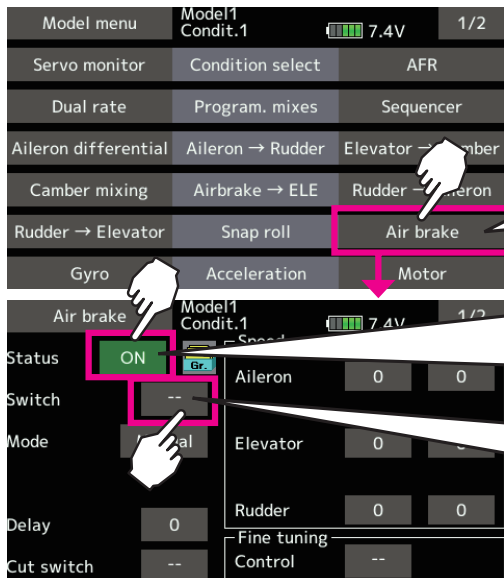 Model menu Model1 Condit.1 7.4V 1/2
Servo monitor Condition select AFR
Dual rate Program. mixes Sequencer
Aileron differential Aileron → Rudder Elevator →
Camber mixing Airbrake → ELE Rudder →
Rudder → Elevator Snap roll Air brake
Gyro Acceleration Motor
Air brake Model1 Condit.1 7.4V 1/2
Status ON Gr.
Aileron 0 0
Switch --
Mode Elevator 0
Rudder 0 0
Delay 0
Fine tuning
Cut switch -- Control --